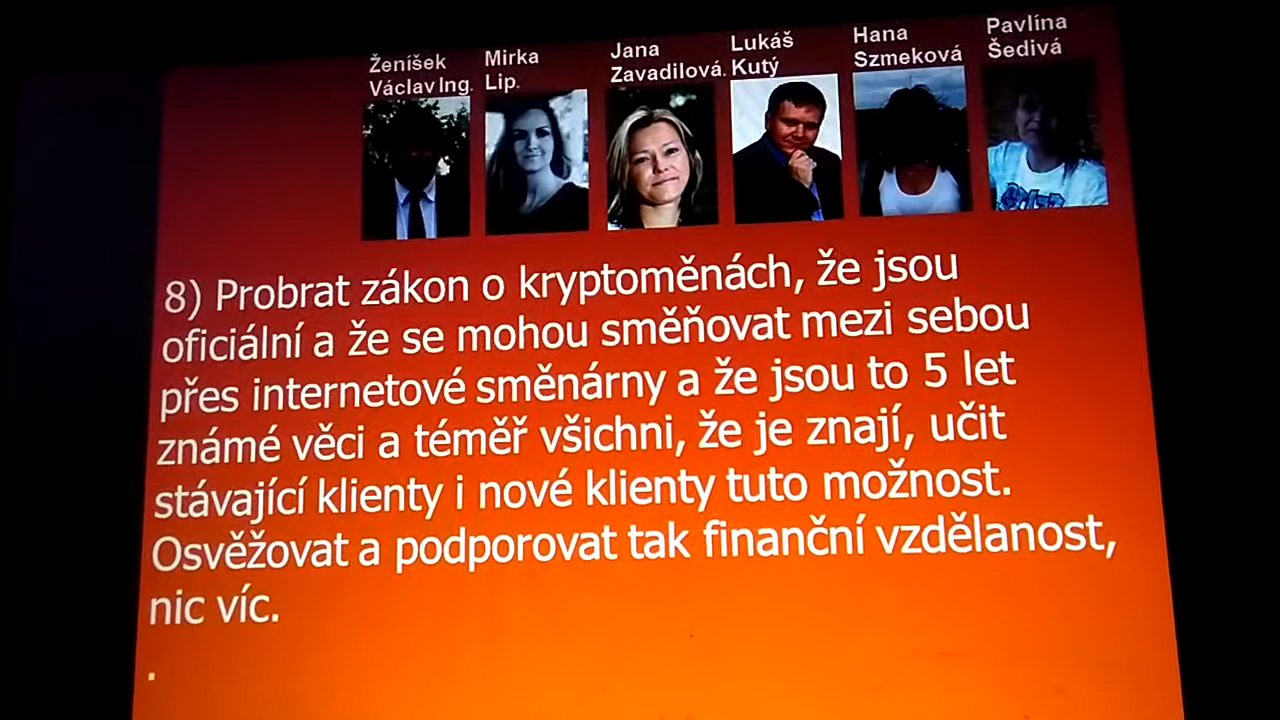 Ženíšek
Václav Ing.
Mirka
Lip.
Jana
Zavadilová.
Lukáš
Kutý
Hana
Szmeková
Pavlína
Šedivá
8) Probrat zákon o kryptoměnách, že jsou
oficiální a že se mohou směňovat mezi sebou
přes internetové směnárny a že jsou to 5 let
známé věci a téměř všichni, že je znají, učit
stávající klienty i nové klienty tuto možnost.
Osvěžovat a podporovat tak finanční vzdělanost,
nic víc.
.